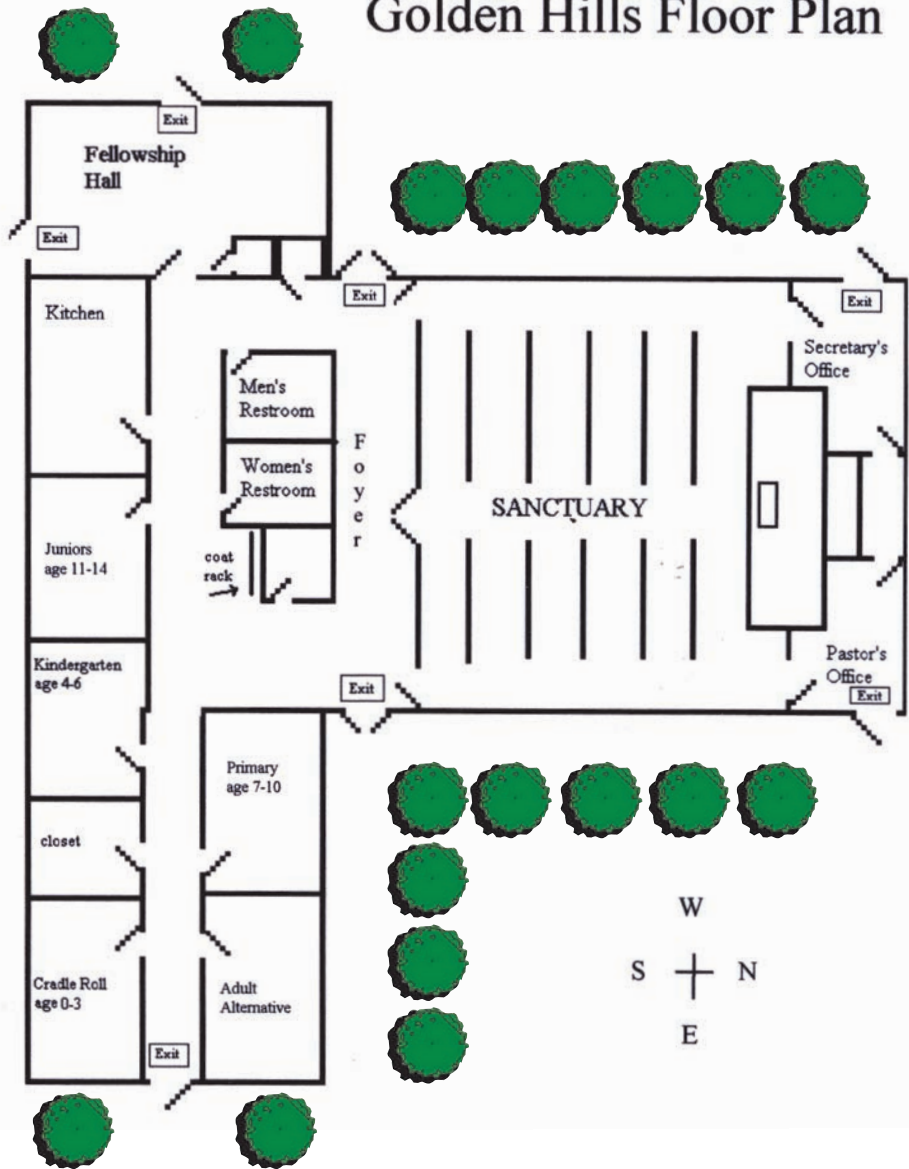 Golden Hills Floor Plan
Exit
Fellowship
Hall
Exit
Exit
Exit
Kitchen
Secretary's
Office
Men's
Restroom
Women's
Restroom
Foyer
SANCTUARY
Juniors
age 11-14
coat
rack
Kindergarten
age 4-6
Exit
Pastor's
Office
Exit
Primary
age 7-10
closet
W
S
N
E
Cradle Roll
age 0-3
Adult
Alternative
Exit